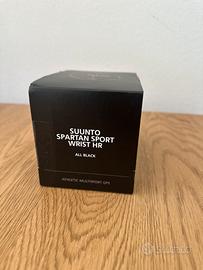 SUUNTO
SPARTAN SPORT
WRIST HR
ALL BLACK
ATHLETIC MULTISPORT GPS